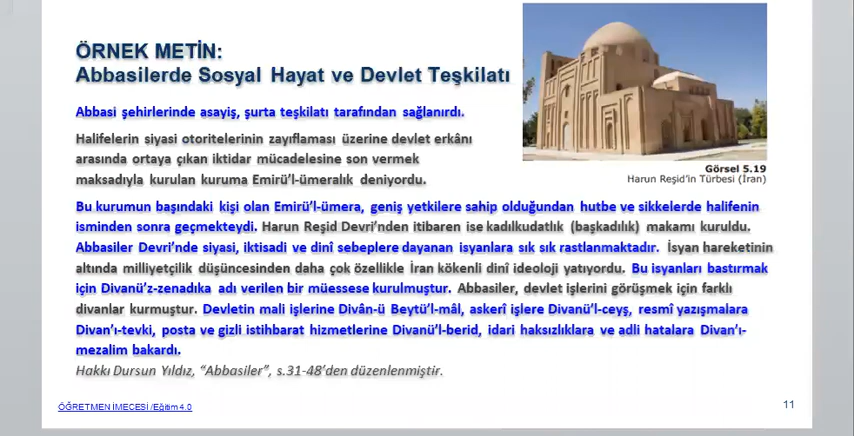 ÖRNEK METİN:
Abbasilerde Sosyal Hayat ve Devlet Teşkilatı
Abbasi şehirlerinde asayiş, şurta teşkilatı tarafından sağlanırdı.
Halifelerin siyasi otoritelerinin zayıflaması üzerine devlet erkânı
arasında ortaya çıkan iktidar mücadelesine son vermek
maksadıyla kurulan kuruma Emirü’l-ümeralık deniyordu.
Görsel 5.19
Harun Reşid’in Türbesi (İran)
Bu kurumun başındaki kişi olan Emirü’l-ümera, geniş yetkilere sahip olduğundan hutbe ve sikkelerde halifenin
isminden sonra geçmekteydi. Harun Reşid Devri’nden itibaren ise kadılkudatlık (başkadılık) makamı kuruldu.
Abbasiler Devri’nde siyasi, iktisadi ve dinî sebeplere dayanan isyanlara sık sık rastlanmaktadır. İsyan hareketinin
altında milliyetçilik düşüncesinden daha çok özellikle İran kökenli dinî ideoloji yatıyordu. Bu isyanları bastırmak
için Divanü’z-zenadıka adı verilen bir müessese kurulmuştur. Abbasiler, devlet işlerini görüşmek için farklı
divanlar kurmuştur. Devletin mali işlerine Divân-ü Beytü’l-mâl, askerî işlere Divanü’l-ceyş, resmî yazışmalara
Divan’ı-tevki, posta ve gizli istihbarat hizmetlerine Divanü’l-berid, idari haksızlıklara ve adli hatalara Divan’ı-
mezalim bakardı.
Hakkı Dursun Yıldız, “Abbasiler”, s.31-48’den düzenlenmiştir.
ÖĞRETMEN İMECESİ /Eğitim 4.0
11